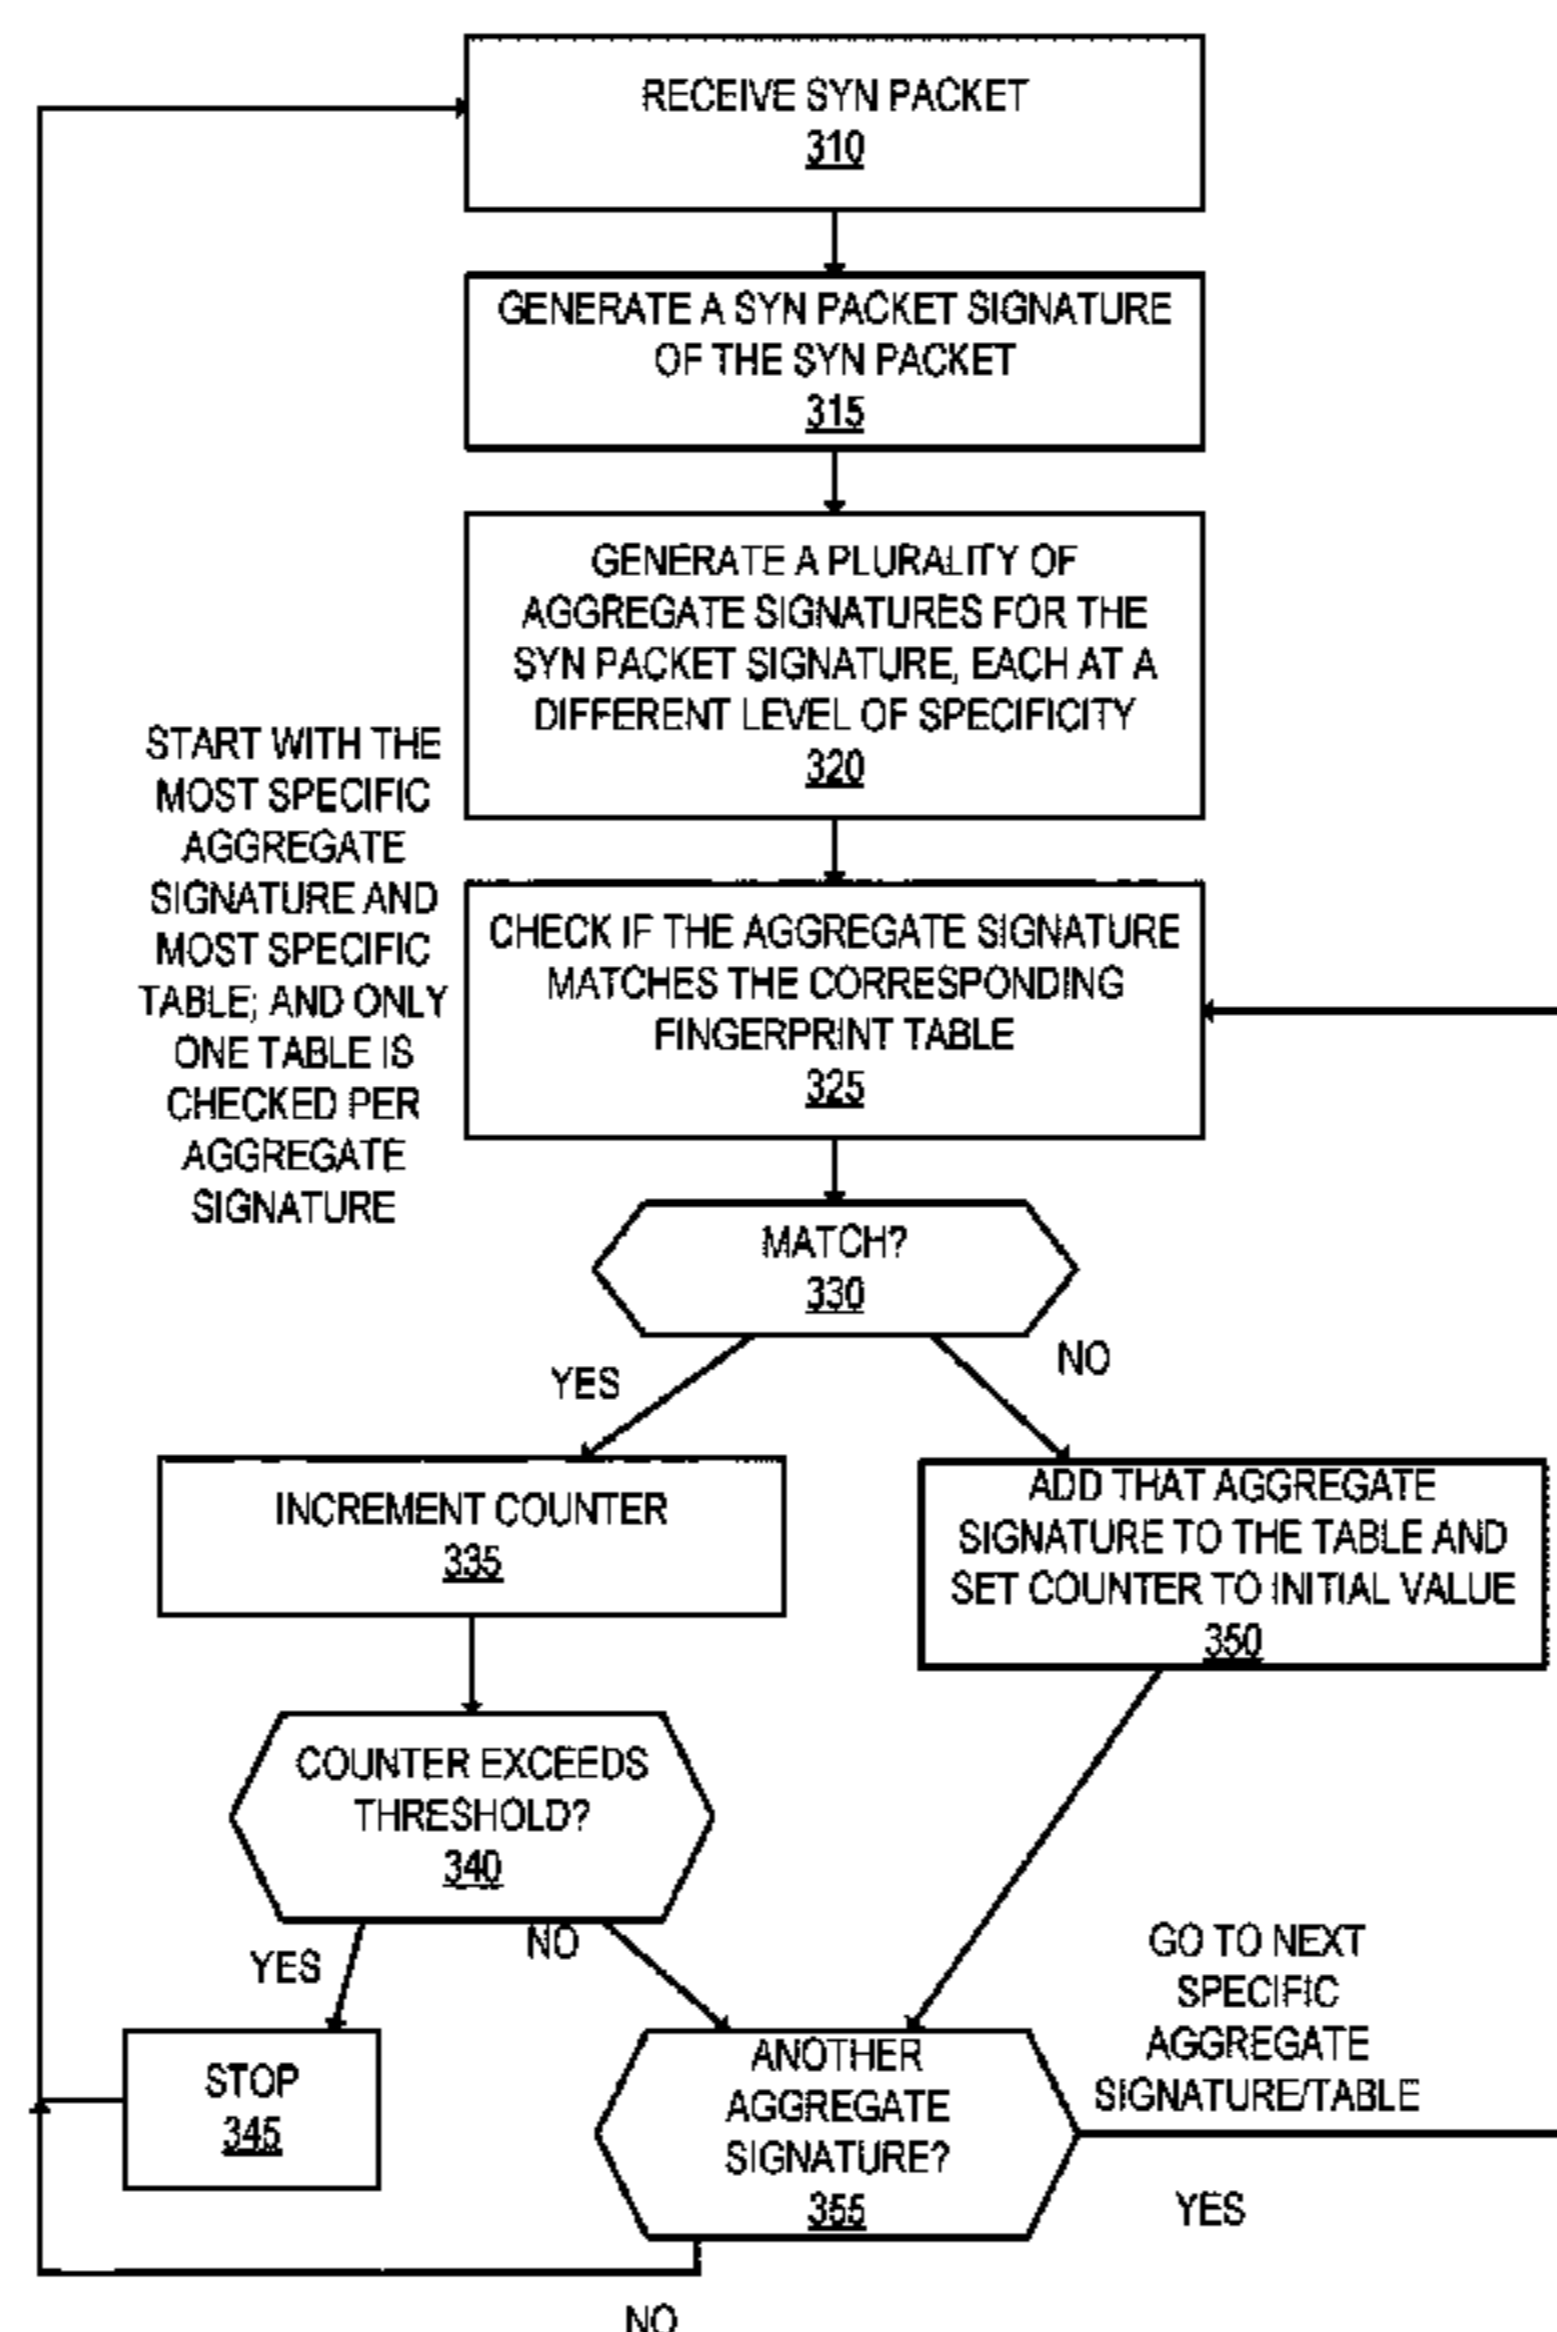 RECEIVE SYN PACKET
310
GENERATE A SYN PACKET SIGNATURE
OF THE SYN PACKET
315
GENERATE A PLURALITY OF
AGGREGATE SIGNATURES FOR THE
SYN PACKET SIGNATURE, EACH AT A
DIFFERENT LEVEL OF SPECIFICITY
320
START WITH THE
MOST SPECIFIC
AGGREGATE
SIGNATURE AND
MOST SPECIFIC
TABLE; AND ONLY
ONE TABLE IS
CHECKED PER
AGGREGATE
SIGNATURE
CHECK IF THE AGGREGATE SIGNATURE
MATCHES THE CORRESPONDING
FINGERPRINT TABLE
325
MATCH?
330
YES
NO
INCREMENT COUNTER
335
ADD THAT AGGREGATE
SIGNATURE TO THE TABLE AND
SET COUNTER TO INITIAL VALUE
350
COUNTER EXCEEDS
THRESHOLD?
340
YES
NO
STOP
345
ANOTHER
AGGREGATE
SIGNATURE?
355
GO TO NEXT
SPECIFIC
AGGREGATE
SIGNATURE/TABLE
YES
NO